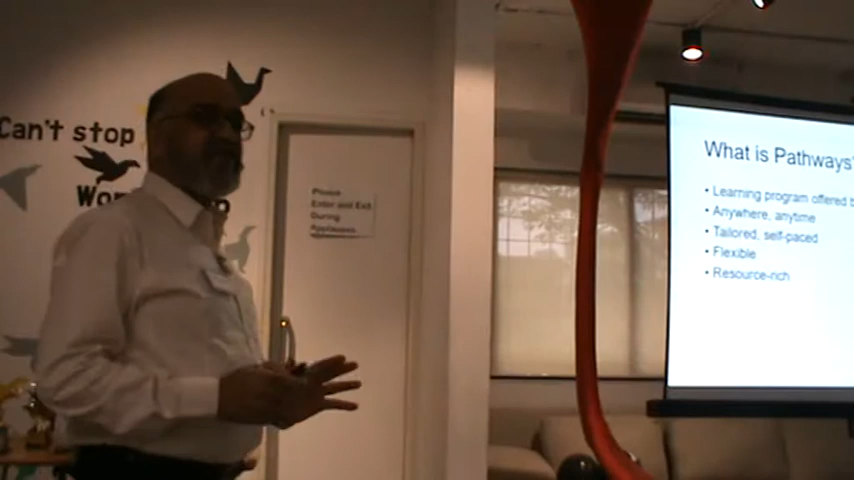 Can't stop
Wor
Please
Enter and Exit
During
Applause
What is Pathways?
• Learning program offered b
• Anywhere, anytime
• Tailored, self-paced
• Flexible
• Resource-rich